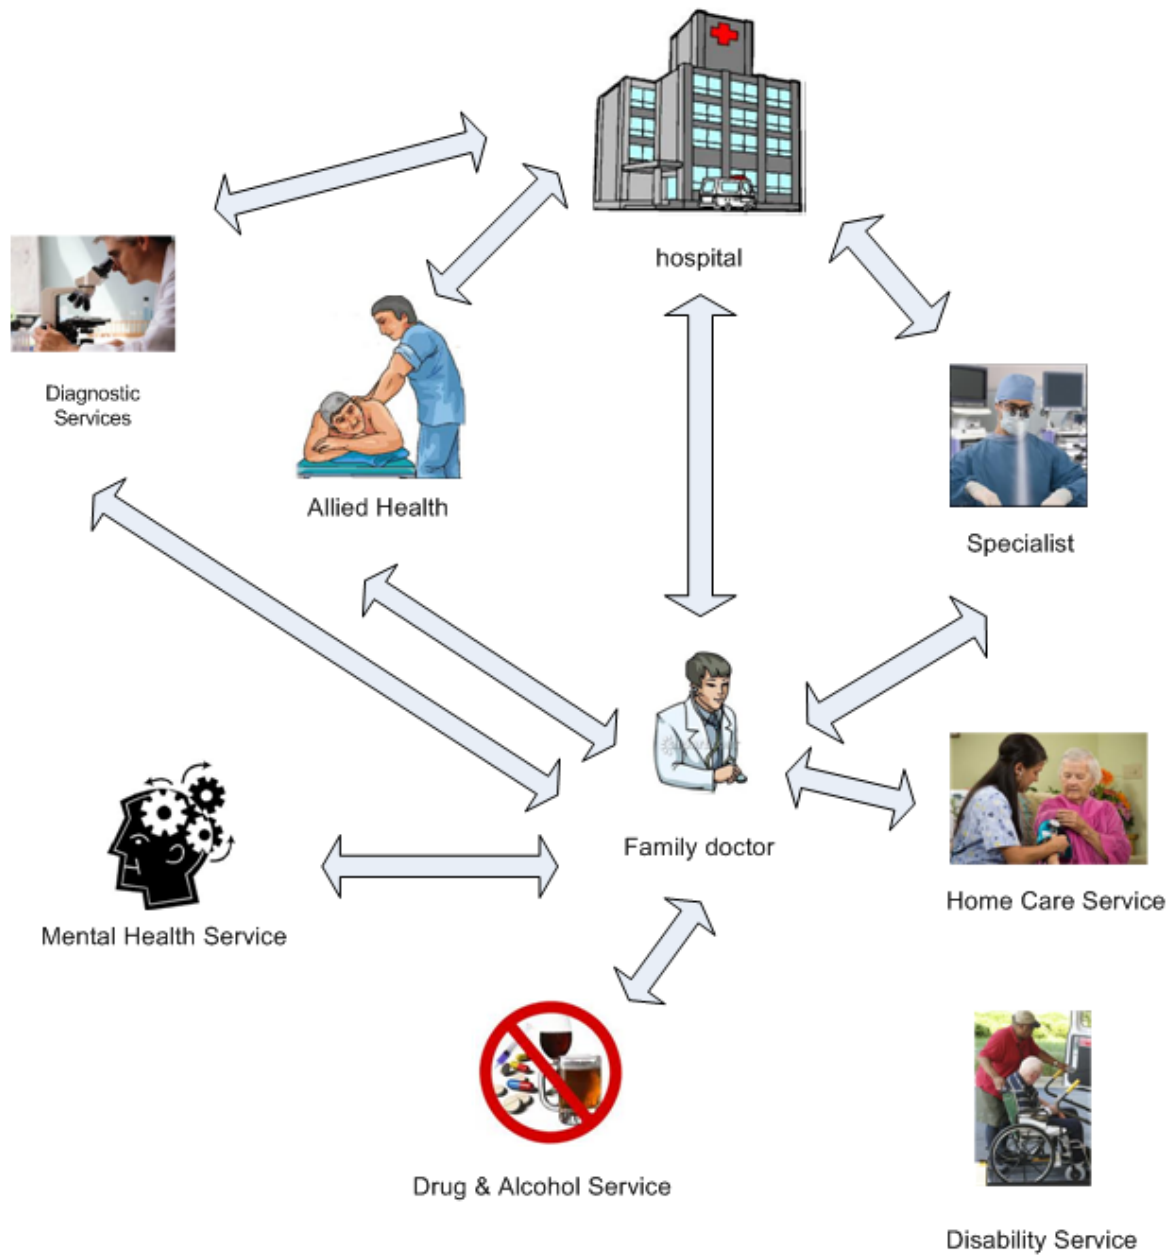 hospital
Diagnostic
Services
Allied Health
Specialist
Family doctor
Home Care Service
Mental Health Service
Drug & Alcohol Service
Disability Service